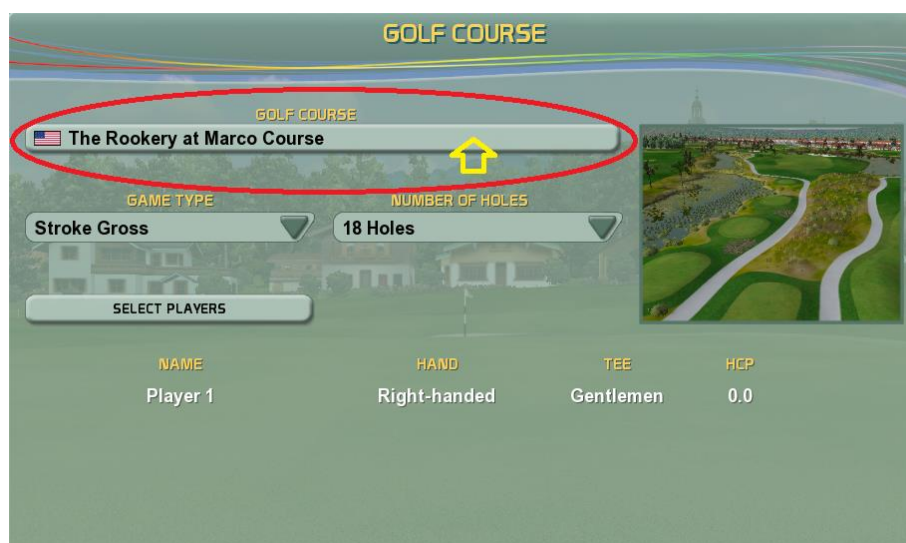 GOLF COURSE
GOLF COURSE
The Rookery at Marco Course
GAME TYPE NUMBER OF HOLES
Stroke Gross 18 Holes
SELECT PLAYERS
NAME HAND TEE HCP
Player 1 Right-handed Gentlemen 0.0